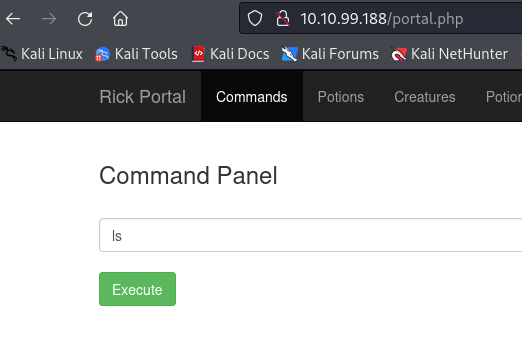 10.10.99.188/portal.php
Kali Linux Kali Tools Kali Docs Kali Forums Kali NetHunter
Rick Portal Commands Potions Creatures Potion
Command Panel
ls
Execute